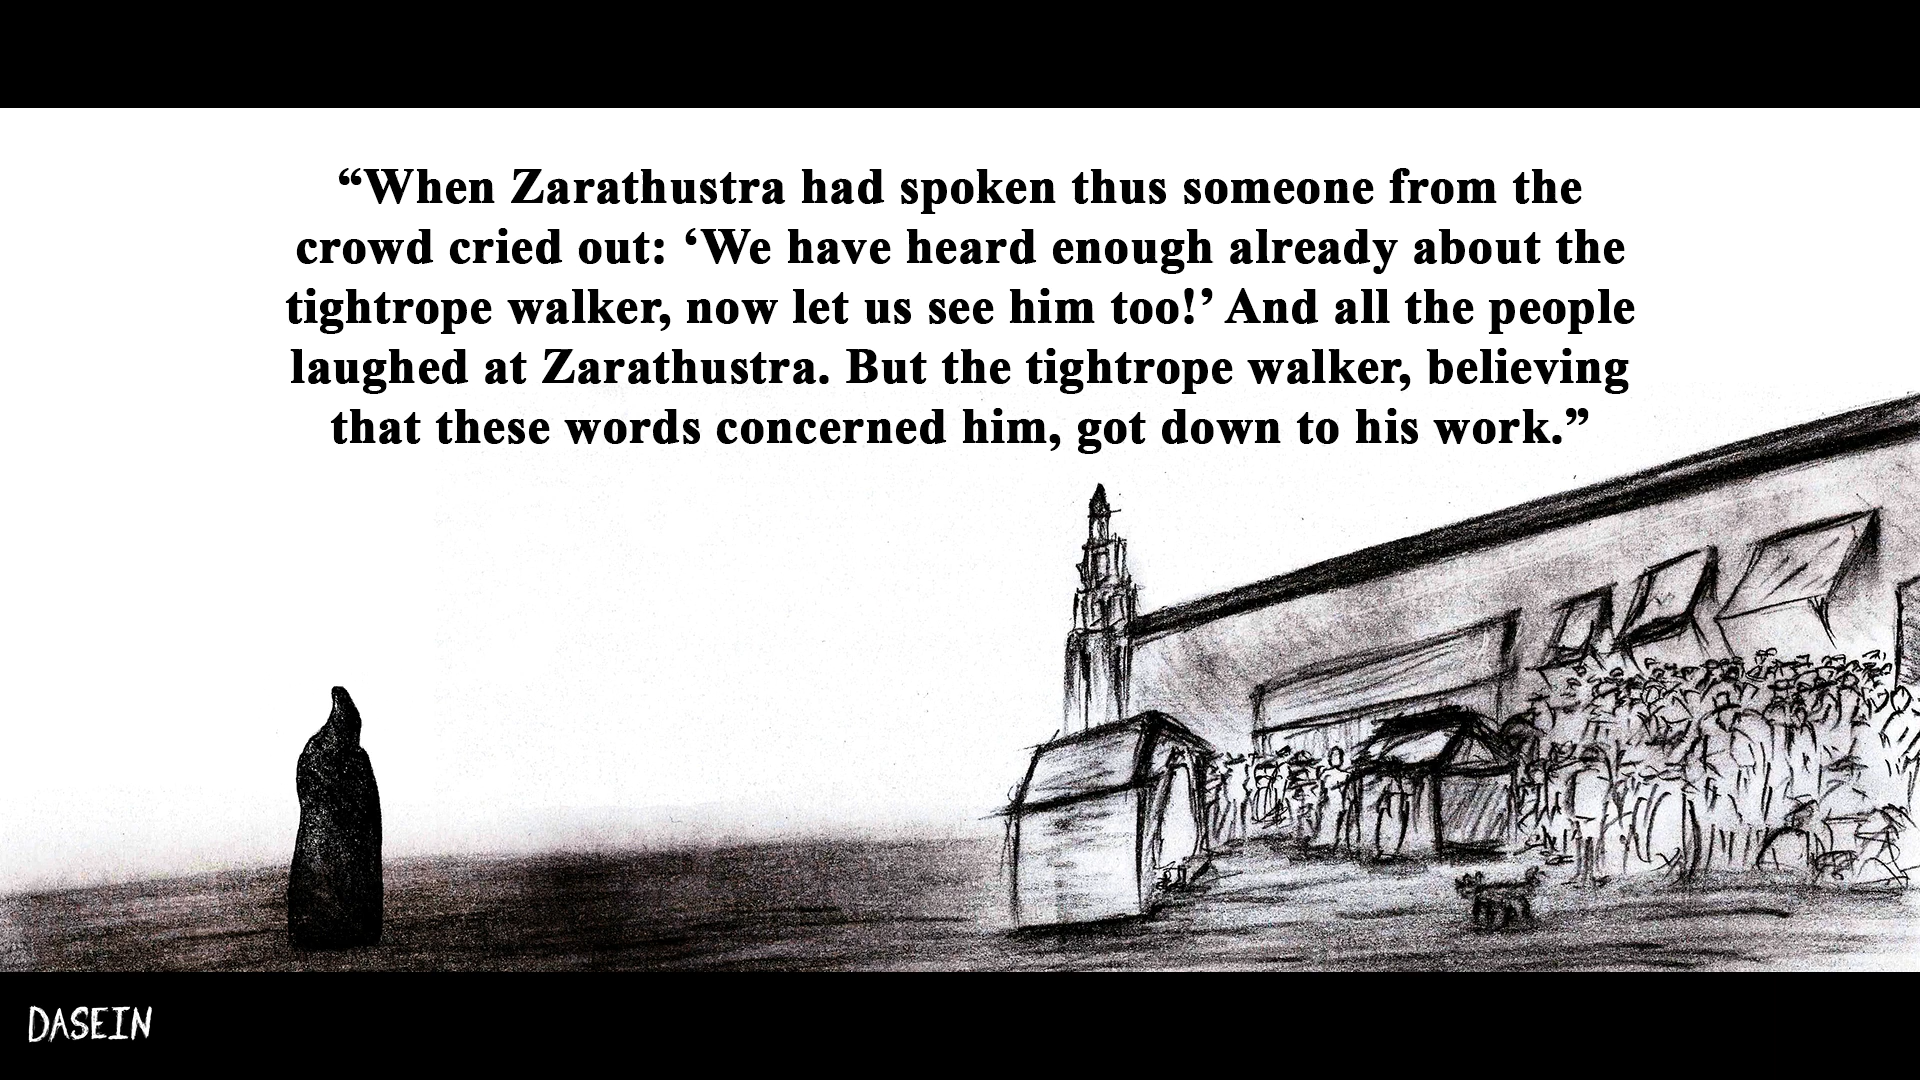 “When Zarathustra had spoken thus someone from the
crowd cried out: ‘We have heard enough already about the
tightrope walker, now let us see him too!’ And all the people
laughed at Zarathustra. But the tightrope walker, believing
that these words concerned him, got down to his work.”
DASEIN